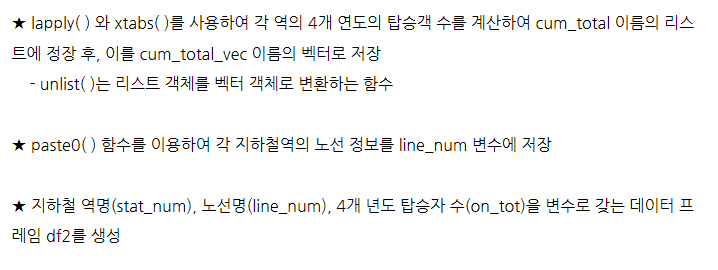 ★ lapply( ) 와 xtabs( )를 사용하여 각 역의 4개 연도의 탑승객 수를 계산하여 cum_total 이름의 리스
트에 정장 후, 이를 cum_total_vec 이름의 벡터로 저장
- unlist( )는 리스트 객체를 벡터 객체로 변환하는 함수
★ paste0( ) 함수를 이용하여 각 지하철역의 노선 정보를 line_num 변수에 저장
★ 지하철 역명(stat_num), 노선명(line_num), 4개 년도 탑승자 수(on_tot)을 변수로 갖는 데이터 프
레임 df2를 생성